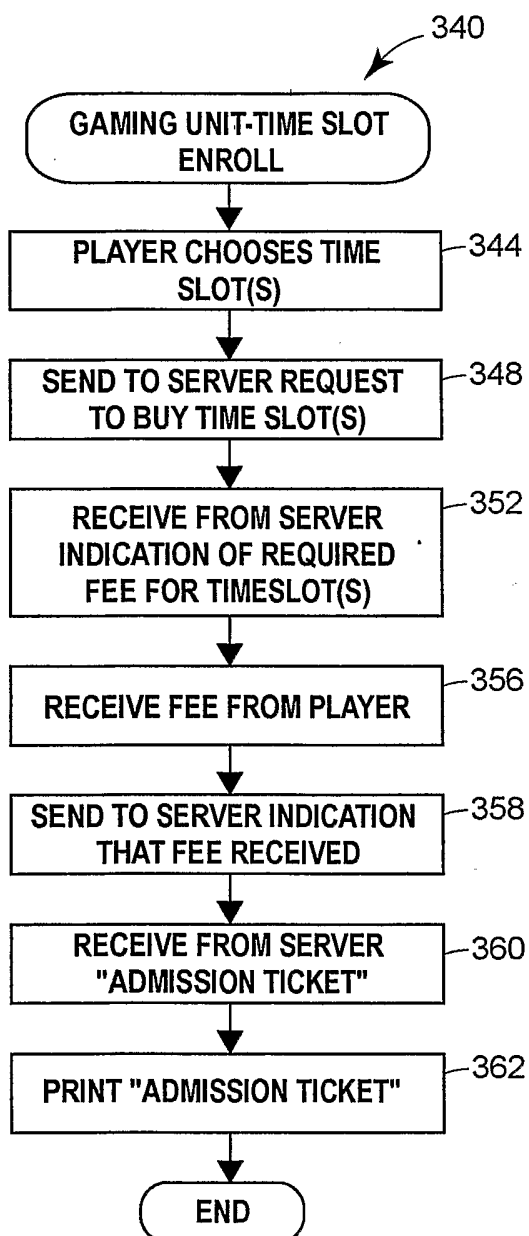 340
GAMING UNIT-TIME SLOT
ENROLL
PLAYER CHOOSES TIME
SLOT(S)
344
SEND TO SERVER REQUEST
TO BUY TIME SLOT(S)
348
RECEIVE FROM SERVER
INDICATION OF REQUIRED
FEE FOR TIMESLOT(S)
352
RECEIVE FEE FROM PLAYER
356
SEND TO SERVER INDICATION
THAT FEE RECEIVED
358
RECEIVE FROM SERVER
"ADMISSION TICKET"
360
PRINT "ADMISSION TICKET"
362
END